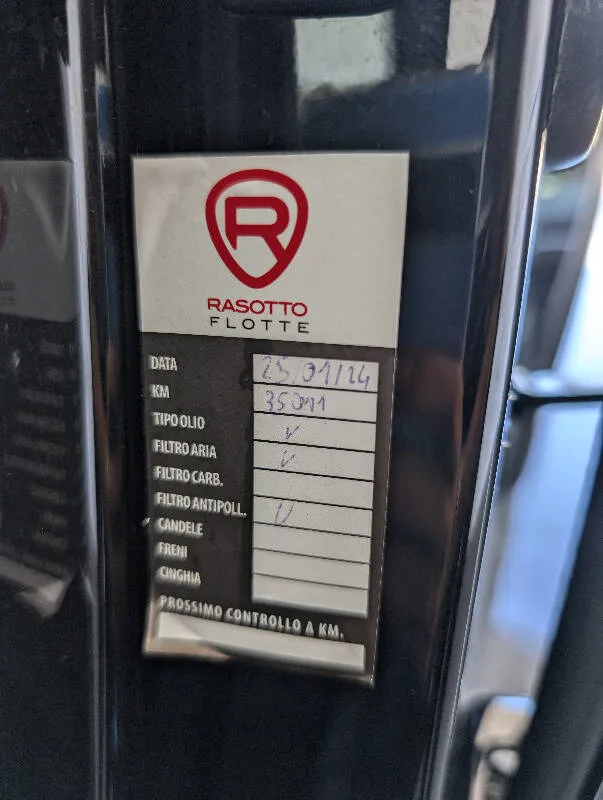 R
RASOTTO
FLOTTE
DATA 25/01/24
KM 35011
TIPO OLIO V
FILTRO ARIA V
FILTRO CARB.
FILTRO ANTIPOLL. V
CANDELE
FRENI
CINGHIA
PROSSIMO CONTROLLO A KM.